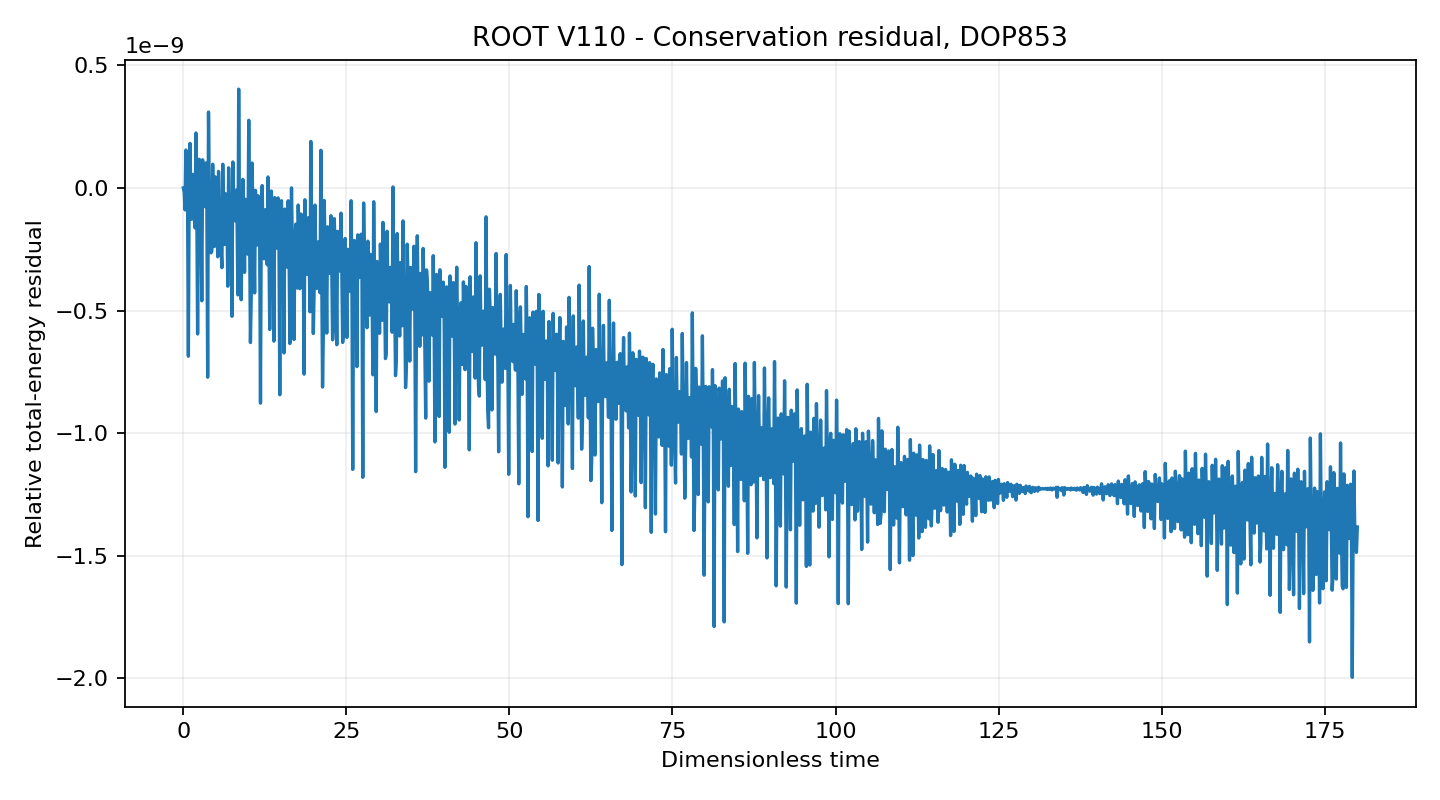 ROOT V110 - Conservation residual, DOP853
1e−9
0.5
0.0
−0.5
−1.0
−1.5
−2.0
Relative total-energy residual
0 25 50 75 100 125 150 175
Dimensionless time